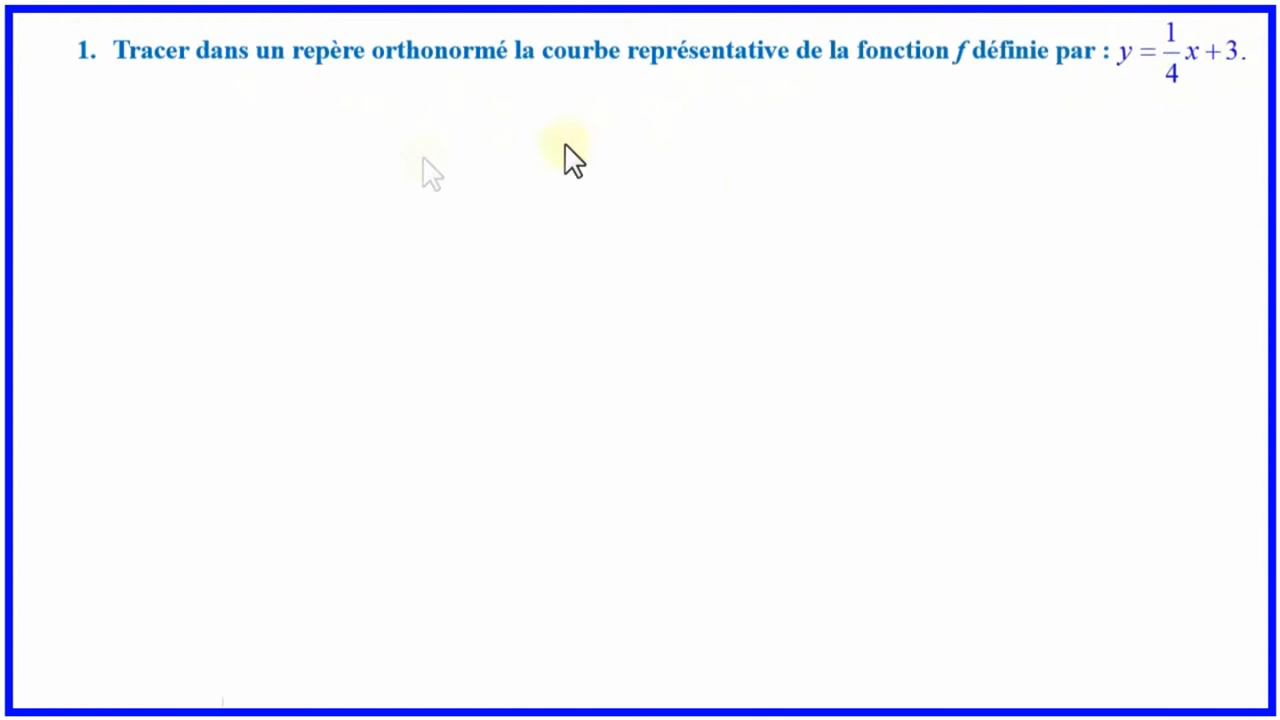 1. Tracer dans un repère orthonormé la courbe représentative de la fonction f définie par : y = 1/4 x + 3.